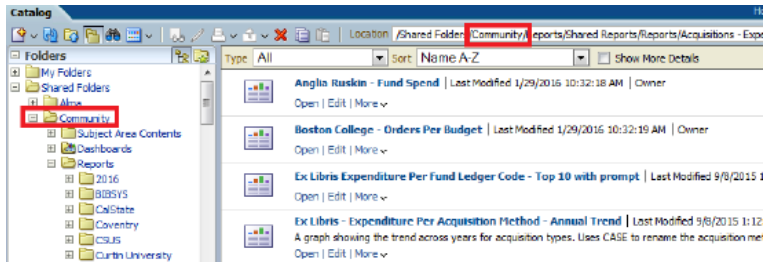 Catalog
Ho
Location /Shared Folders/Community/Reports/Shared Reports/Reports/Acquisitions - Expe
Folders
Type All Sort Name A-Z Show More Details
My Folders
Shared Folders
Alma
Community
Subject Area Contents
Dashboards
Reports
2016
BIBSYS
CalState
Coventry
CSUS
Curtin University
Anglia Ruskin - Fund Spend | Last Modified 1/29/2016 10:32:18 AM | Owner
Open | Edit | More
Boston College - Orders Per Budget | Last Modified 1/29/2016 10:32:19 AM | Owner
Open | Edit | More
Ex Libris Expenditure Per Fund Ledger Code - Top 10 with prompt | Last Modified 9/8/2015 1
Open | Edit | More
Ex Libris - Expenditure Per Acquisition Method - Annual Trend | Last Modified 9/8/2015 1:12:
A graph showing the trend across years for acquisition types. Uses CASE to rename the acquisition met
Open | Edit | More